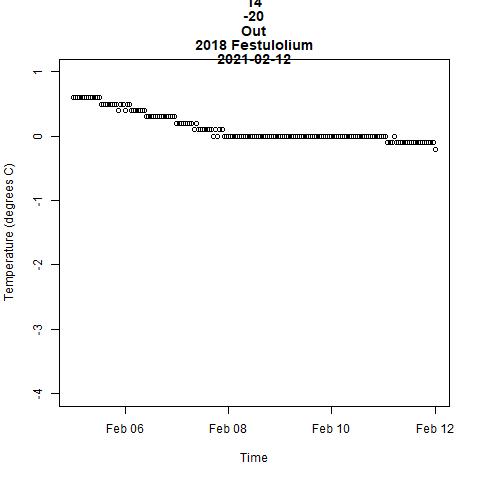 14
-20
Out
2018 Festulolium
2021-02-12
1
0
-1
-2
-3
-4
Temperature (degrees C)
Feb 06 Feb 08 Feb 10 Feb 12
Time